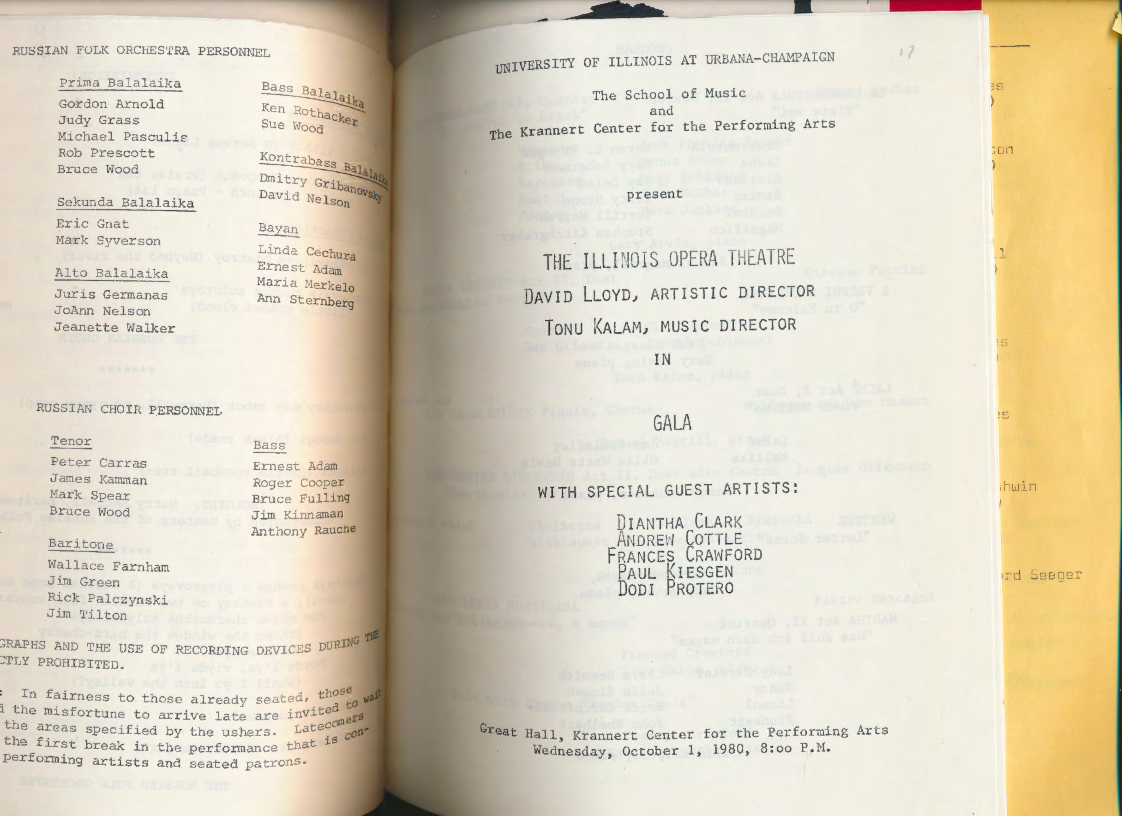 RUSSIAN FOLK ORCHESTRA PERSONNEL
Prima Balalaika
Gordon Arnold
Judy Grass
Michael Pasculis
Rob Prescott
Bruce Wood
Sekunda Balalaika
Eric Gnat
Mark Syverson
Alto Balalaika
Juris Germanas
JoAnn Nelson
Jeanette Walker
Bass Balalaika
Ken Rothacker
Sue Wood
Kontrabass Balalaika
Dmitry Gribanovsky
David Nelson
Bayan
Linda Cechura
Ernest Adam
Maria Merkelo
Ann Sternberg
RUSSIAN CHOIR PERSONNEL
Tenor
Peter Carras
James Kamman
Mark Spear
Bruce Wood
Baritone
Wallace Farnham
Jim Green
Rick Palczynski
Jim Tilton
Bass
Ernest Adam
Roger Cooper
Bruce Fulling
Jim Kinnaman
Anthony Rauche
GRAPHS AND THE USE OF RECORDING DEVICES DURING THE
CTLY PROHIBITED.
: In fairness to those already seated, those
d the misfortune to arrive late are invited to wait
the areas specified by the ushers. Latecomers
the first break in the performance that is con-
performing artists and seated patrons.
17
UNIVERSITY OF ILLINOIS AT URBANA-CHAMPAIGN
The School of Music
and
The Krannert Center for the Performing Arts
present
THE ILLINOIS OPERA THEATRE
DAVID LLOYD, ARTISTIC DIRECTOR
TONU KALAM, MUSIC DIRECTOR
IN
GALA
WITH SPECIAL GUEST ARTISTS:
DIANTHA CLARK
ANDREW COTTLE
FRANCES CRAWFORD
PAUL KIESGEN
DODI PROTERO
Great Hall, Krannert Center for the Performing Arts
Wednesday, October 1, 1980, 8:oo P.M.
hwin
rd Seeger